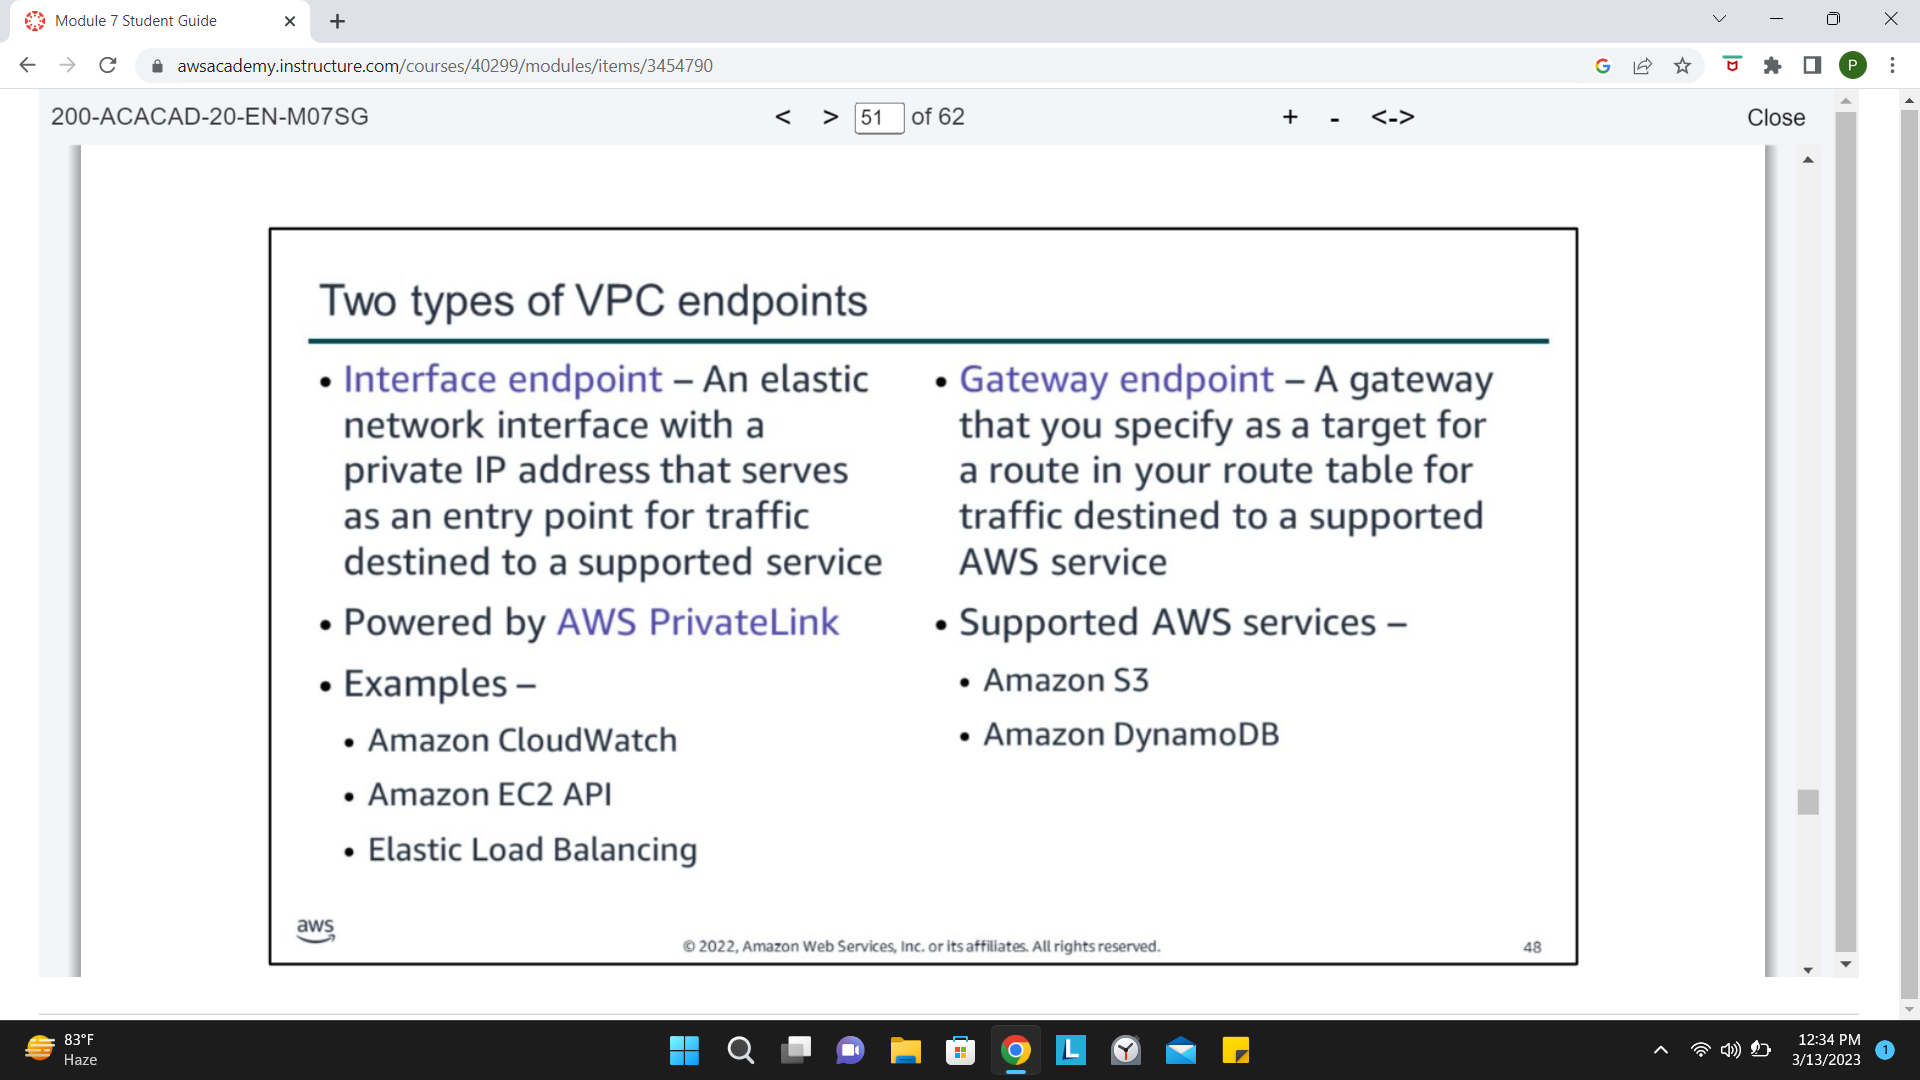 Module 7 Student Guide
awsacademy.instructure.com/courses/40299/modules/items/3454790
P
200-ACACAD-20-EN-M07SG
< > 51 of 62
+ - <->
Close
Two types of VPC endpoints
• Interface endpoint – An elastic
network interface with a
private IP address that serves
as an entry point for traffic
destined to a supported service
• Powered by AWS PrivateLink
• Examples –
• Amazon CloudWatch
• Amazon EC2 API
• Elastic Load Balancing
• Gateway endpoint – A gateway
that you specify as a target for
a route in your route table for
traffic destined to a supported
AWS service
• Supported AWS services –
• Amazon S3
• Amazon DynamoDB
aws
© 2022, Amazon Web Services, Inc. or its affiliates. All rights reserved.
48
83°F
Haze
L
12:34 PM
3/13/2023
1